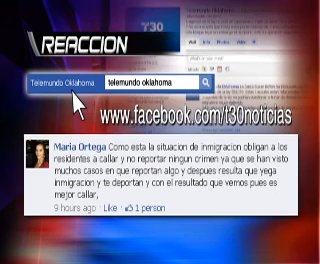 T30
REACCION
Telemundo Oklahoma
telemundo oklahoma
www.facebook.com/t30noticias
Maria Ortega Como esta la situacion de inmigracion obligan a los
residentes a callar y no reportar ningun crimen ya que se han visto
muchos casos en que reportan algo y despues resulta que yega
inmigracion y te deportan y con el resultado que vemos pues es
mejor callar,
9 hours ago · Like · 1 person